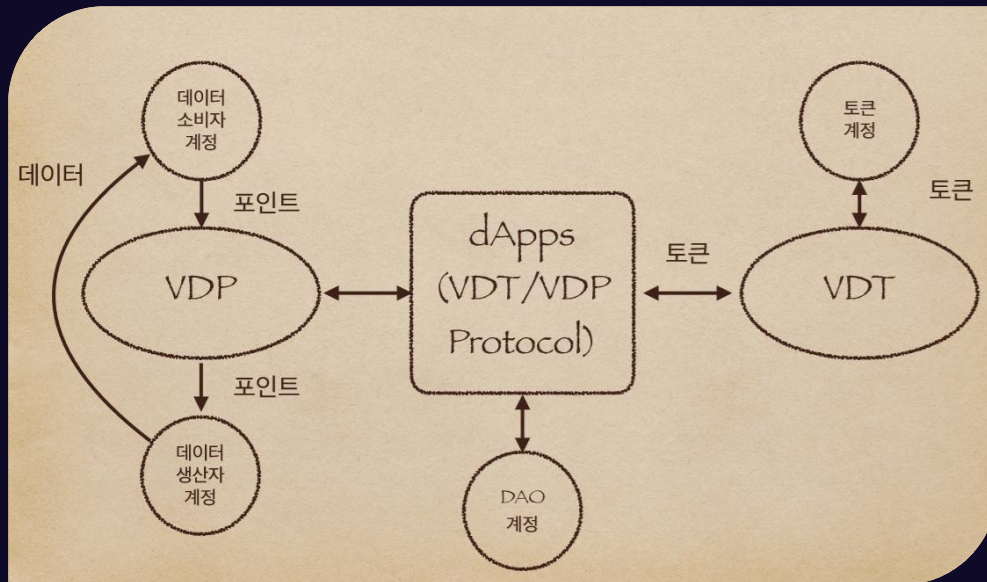 데이터
소비자
계정
데이터
포인트
VDP
포인트
데이터
생산자
계정
dApps
(VDT/VDP
Protocol)
DAO
계정
토큰
토큰
계정
토큰
VDT